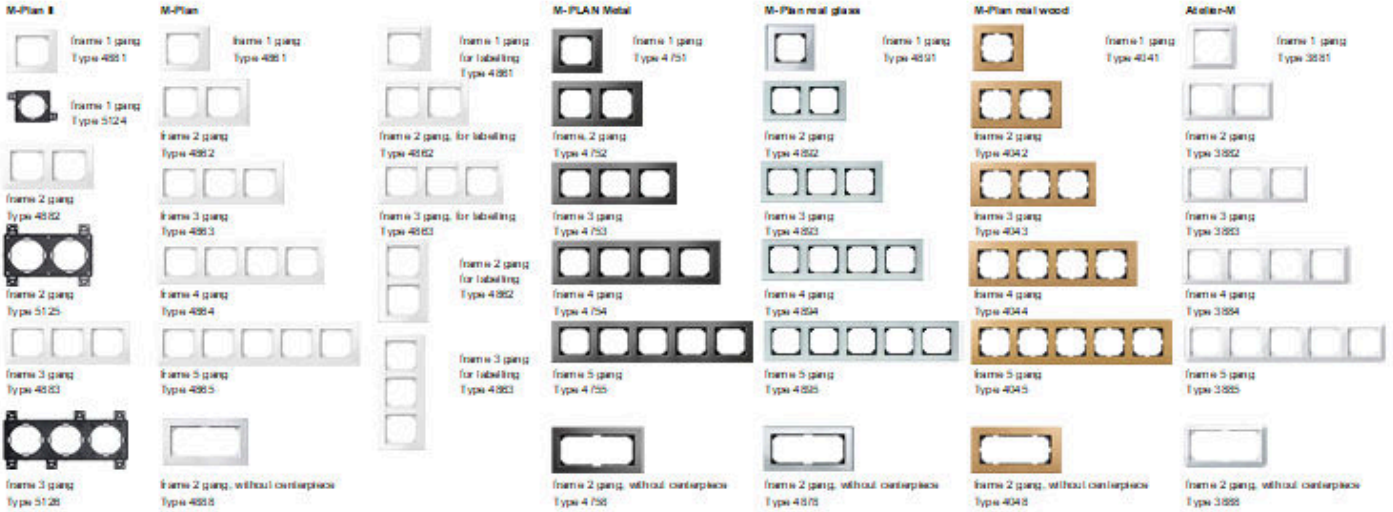 M-Plan II
frame 1 gang
Type 4881
frame 1 gang
Type 5124
frame 2 gang
Type 4882
frame 2 gang
Type 5125
frame 3 gang
Type 4883
frame 3 gang
Type 5126
M-Plan
frame 1 gang
Type 4861
frame 2 gang
Type 4862
frame 3 gang
Type 4863
frame 4 gang
Type 4864
frame 5 gang
Type 4865
frame 2 gang, without centerpiece
Type 4888
frame 1 gang
for labelling
Type 4861
frame 2 gang, for labelling
Type 4862
frame 3 gang, for labelling
Type 4863
frame 2 gang
for labelling
Type 4862
frame 3 gang
for labelling
Type 4863
M-PLAN Metal
frame 1 gang
Type 4751
frame, 2 gang
Type 4752
frame 3 gang
Type 4753
frame 4 gang
Type 4754
frame 5 gang
Type 4755
frame 2 gang, without centerpiece
Type 4758
M-Plan real glass
frame 1 gang
Type 4891
frame 2 gang
Type 4892
frame 3 gang
Type 4893
frame 4 gang
Type 4894
frame 5 gang
Type 4895
frame 2 gang, without centerpiece
Type 4878
M-Plan real wood
frame 1 gang
Type 4041
frame 2 gang
Type 4042
frame 3 gang
Type 4043
frame 4 gang
Type 4044
frame 5 gang
Type 4045
frame 2 gang, without centerpiece
Type 4048
Atelier-M
frame 1 gang
Type 3881
frame 2 gang
Type 3882
frame 3 gang
Type 3883
frame 4 gang
Type 3884
frame 5 gang
Type 3885
frame 2 gang, without centerpiece
Type 3888